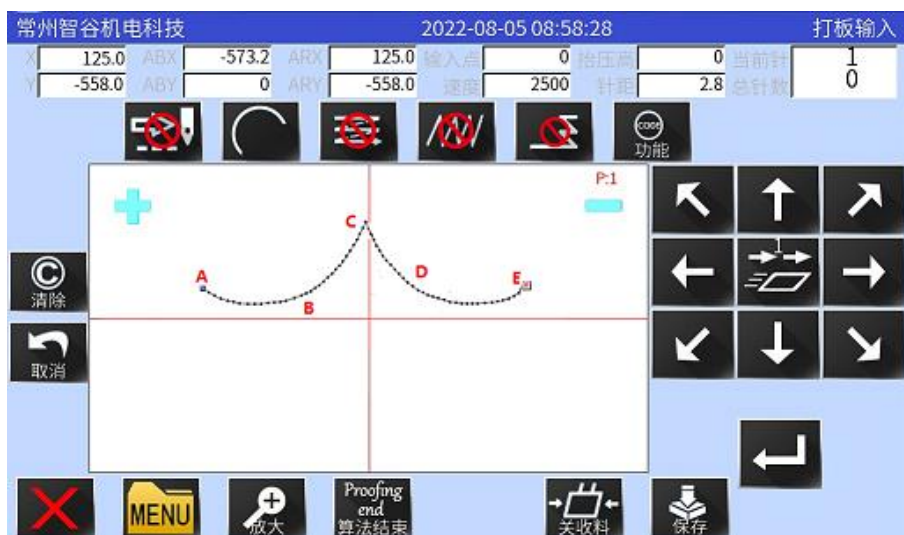 常州智谷机电科技 2022-08-05 08:58:28 打板输入
X 125.0 ABX -573.2 ARX 125.0 输入点 0 抬压高 0 当前针 1
Y -558.0 ABY 0 ARY -558.0 速度 2500 针距 2.8 总针数 0
CODE
功能
P:1
C
A
B
D
E
1
清除
取消
MENU
放大
Proofing
end
算法结束
关收料
保存